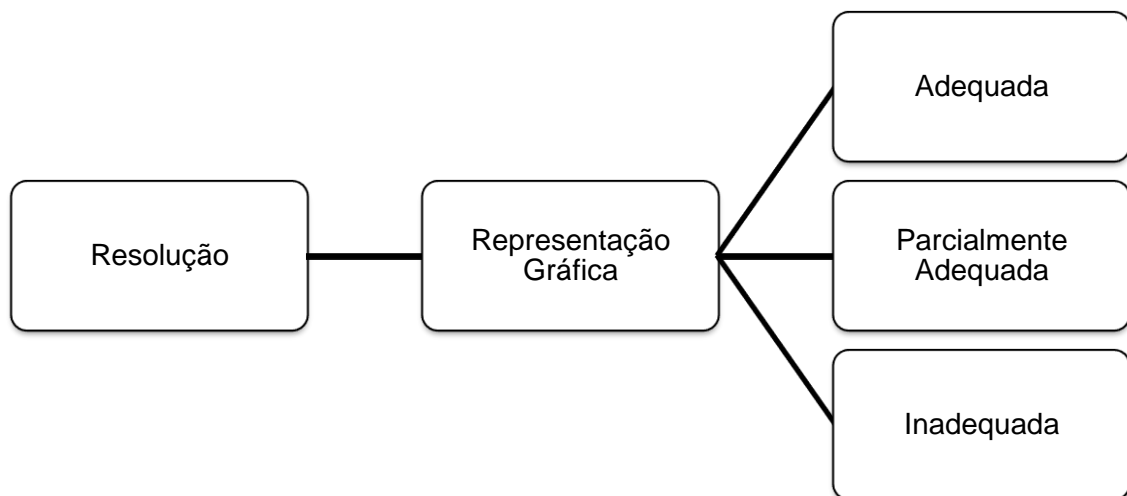 Resolução
Representação
Gráfica
Adequada
Parcialmente
Adequada
Inadequada